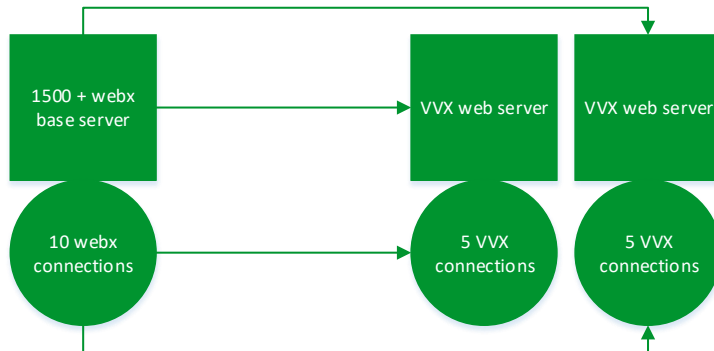 1500 + webx
base server
VVX web server
VVX web server
10 webx
connections
5 VVX
connections
5 VVX
connections